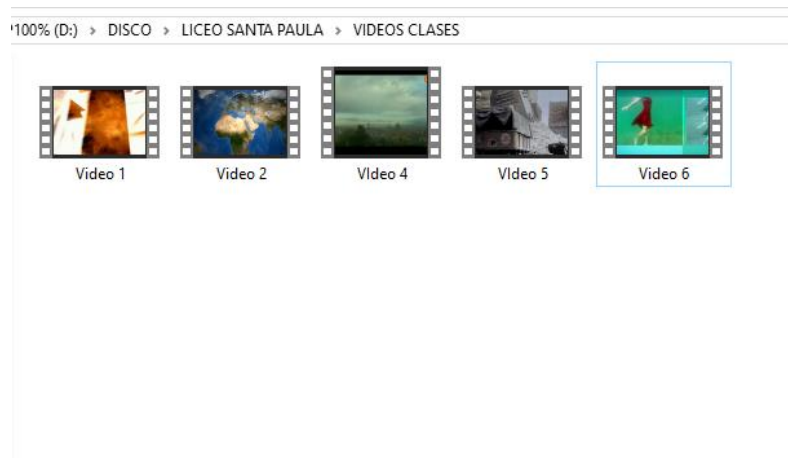 100% (D:) > DISCO > LICEO SANTA PAULA > VIDEOS CLASES
Video 1
Video 2
VIdeo 4
VIdeo 5
Video 6